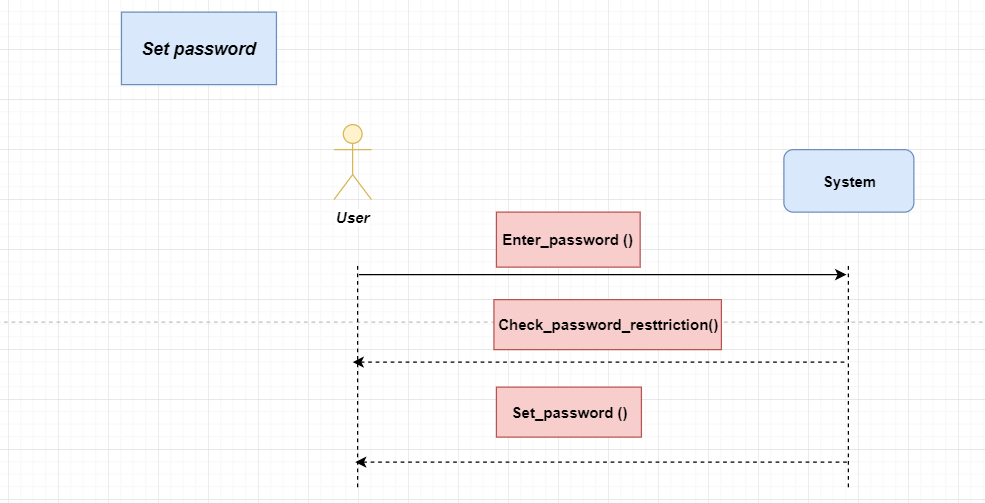 Set password
User
System
Enter_password ()
Check_password_resttriction()
Set_password ()